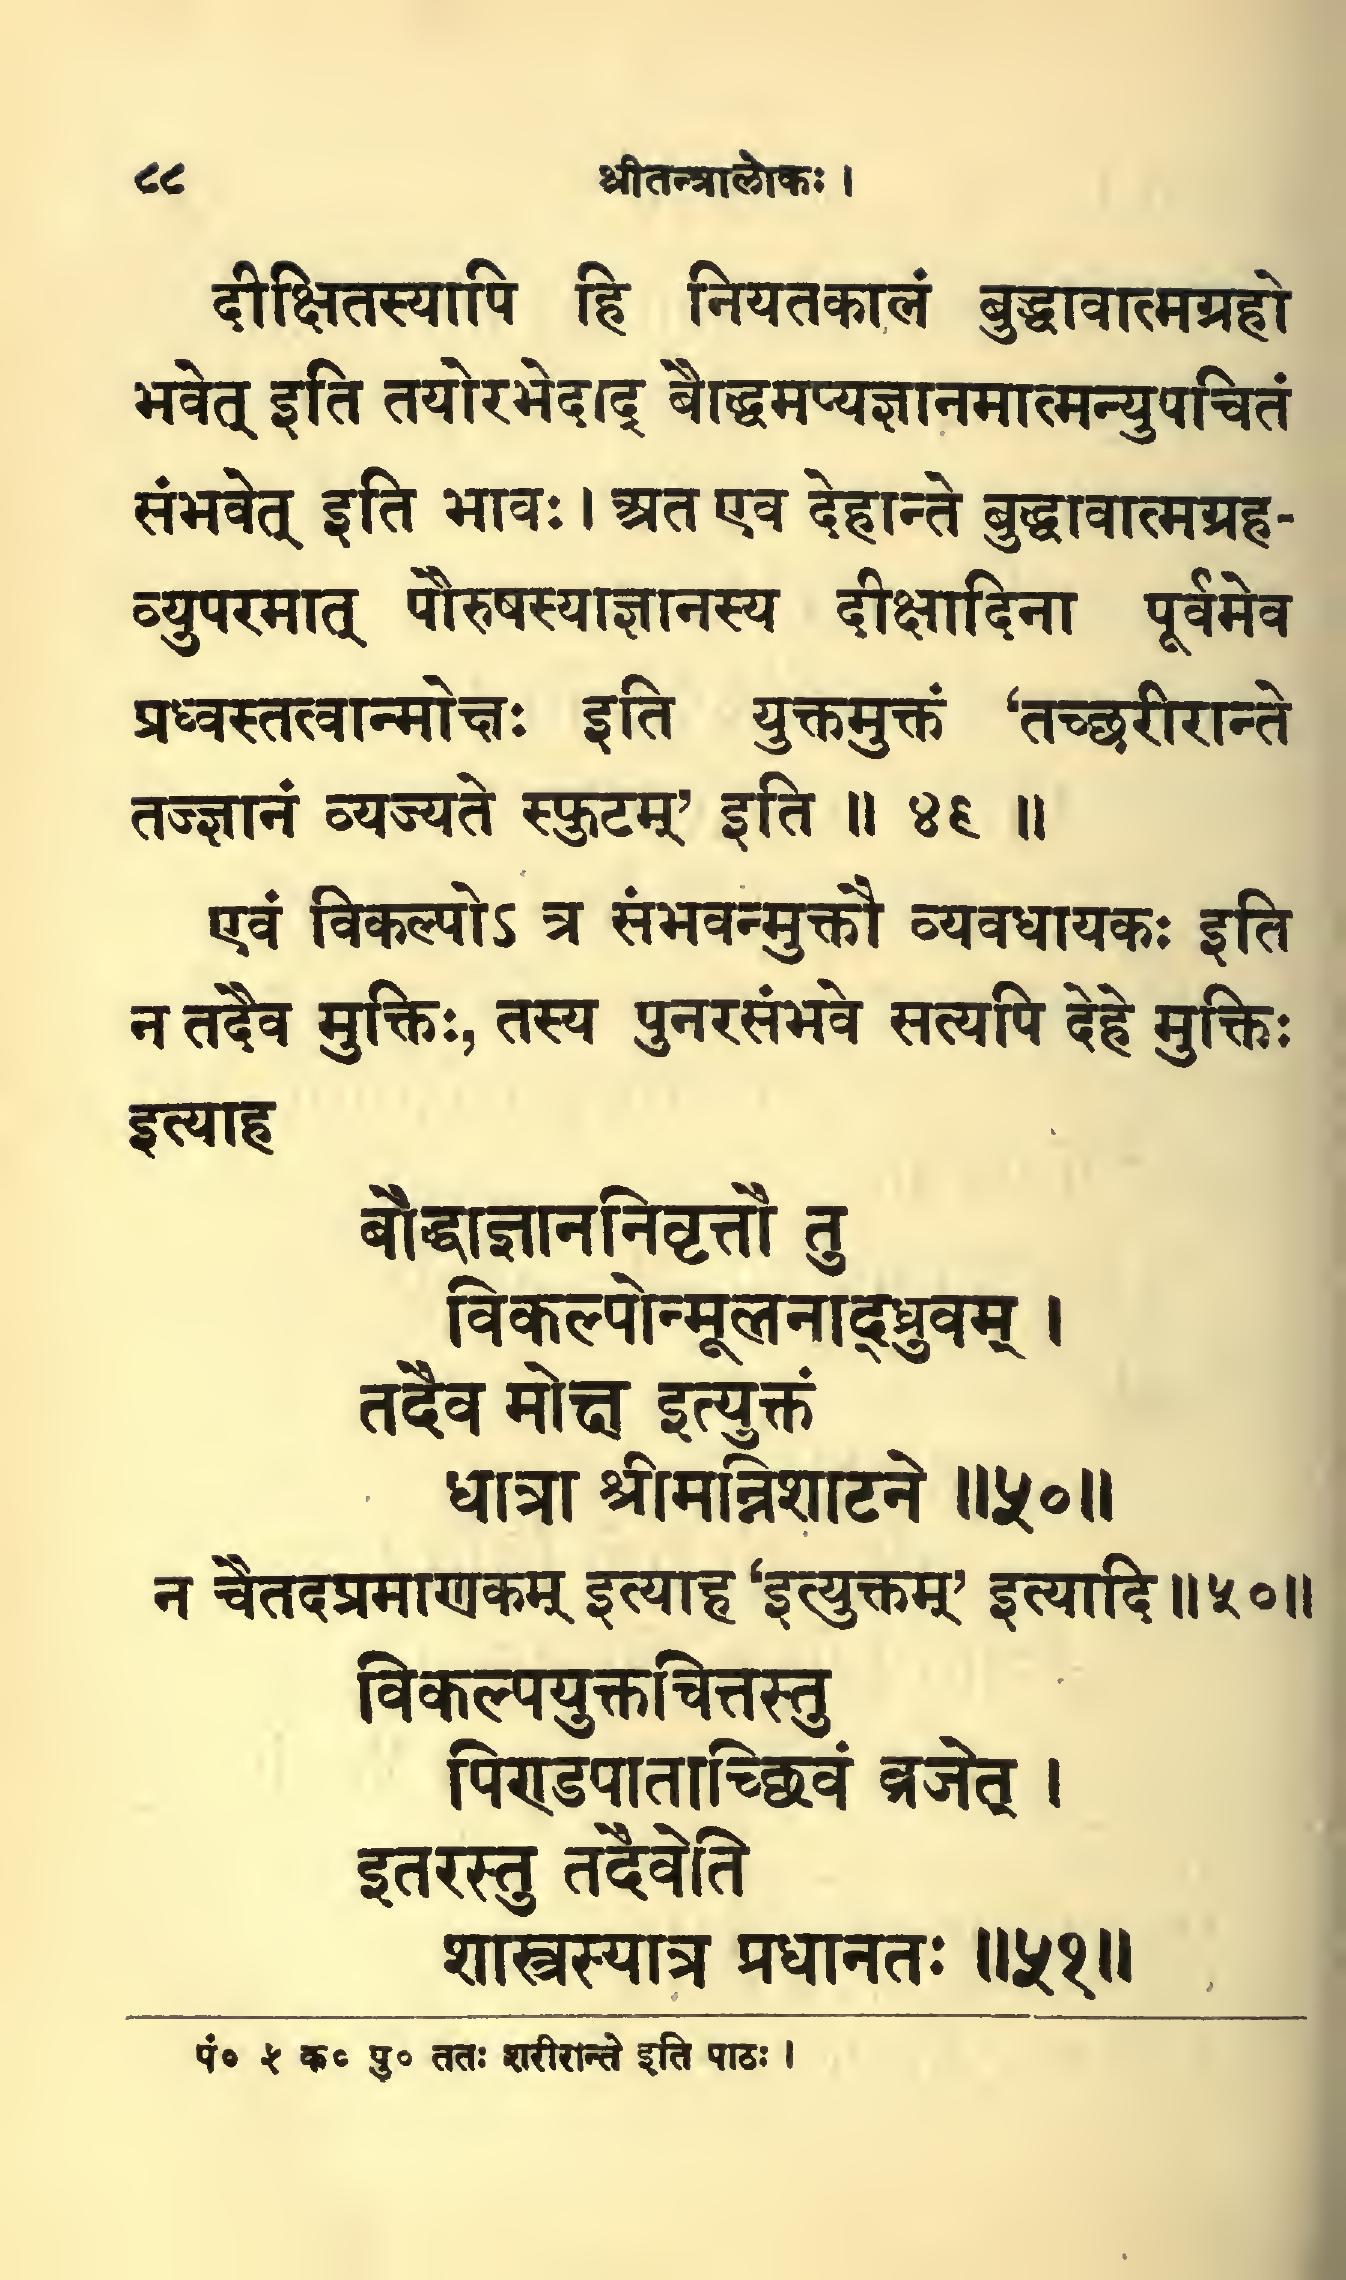 ८८ श्रीतन्त्रालोकः ।
दीक्षितस्यापि हि नियतकालं बुद्धावात्मग्रहो
भवेत् इति तयोरभेदाद् बौद्धमप्यज्ञानमात्मन्युपचितं
संभवेत् इति भावः । अत एव देहान्ते बुद्धावात्मग्रह-
व्युपरमात् पौरुषस्याज्ञानस्य दीक्षादिना पूर्वमेव
प्रध्वस्तत्वान्मोक्षः इति युक्तमुक्तं ‘तच्छरीरान्ते
तज्ज्ञानं व्यज्यते स्फुटम्’ इति ॥ ४९ ॥
एवं विकल्पोऽ त्र संभवन्मुक्तौ व्यवधायकः इति
न तदैव मुक्तिः, तस्य पुनरसंभवे सत्यपि देहे मुक्तिः
इत्याह
बौद्धाज्ञाननिवृत्तौ तु
विकल्पोन्मूलनाद्ध्रुवम् ।
तदैव मोक्ष इत्युक्तं
धात्रा श्रीमन्निशाटने ॥५०॥
न चैतदप्रमाणकम् इत्याह ‘इत्युक्तम्’ इत्यादि ॥५०॥
विकल्पयुक्तचित्तस्तु
पिण्डपाताच्छिवं व्रजेत् ।
इतरस्तु तदैवेति
शास्त्रस्यात्र प्रधानतः ॥५१॥
पं० ५ क० पु० ततः शरीरान्ते इति पाठः ।